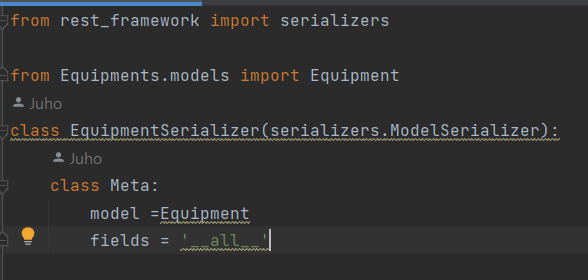 from rest_framework import serializers
from Equipments.models import Equipment
Juho
class EquipmentSerializer(serializers.ModelSerializer):
Juho
class Meta:
model =Equipment
fields = '__all__'